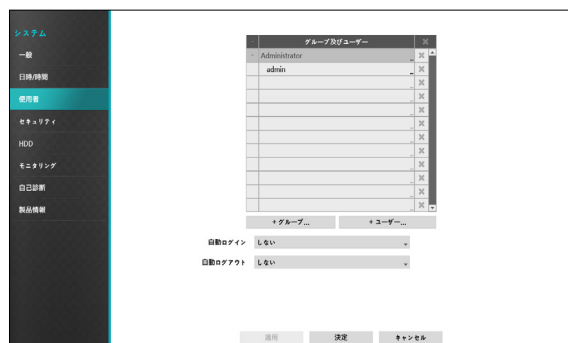 システム
一般
日時/時間
使用者
セキュリティ
HDD
モニタリング
自己診断
製品情報
グループ及びユーザー
Administrator
admin
+ グループ...
+ ユーザー...
自動ログイン しない
自動ログアウト しない
適用
決定
キャンセル